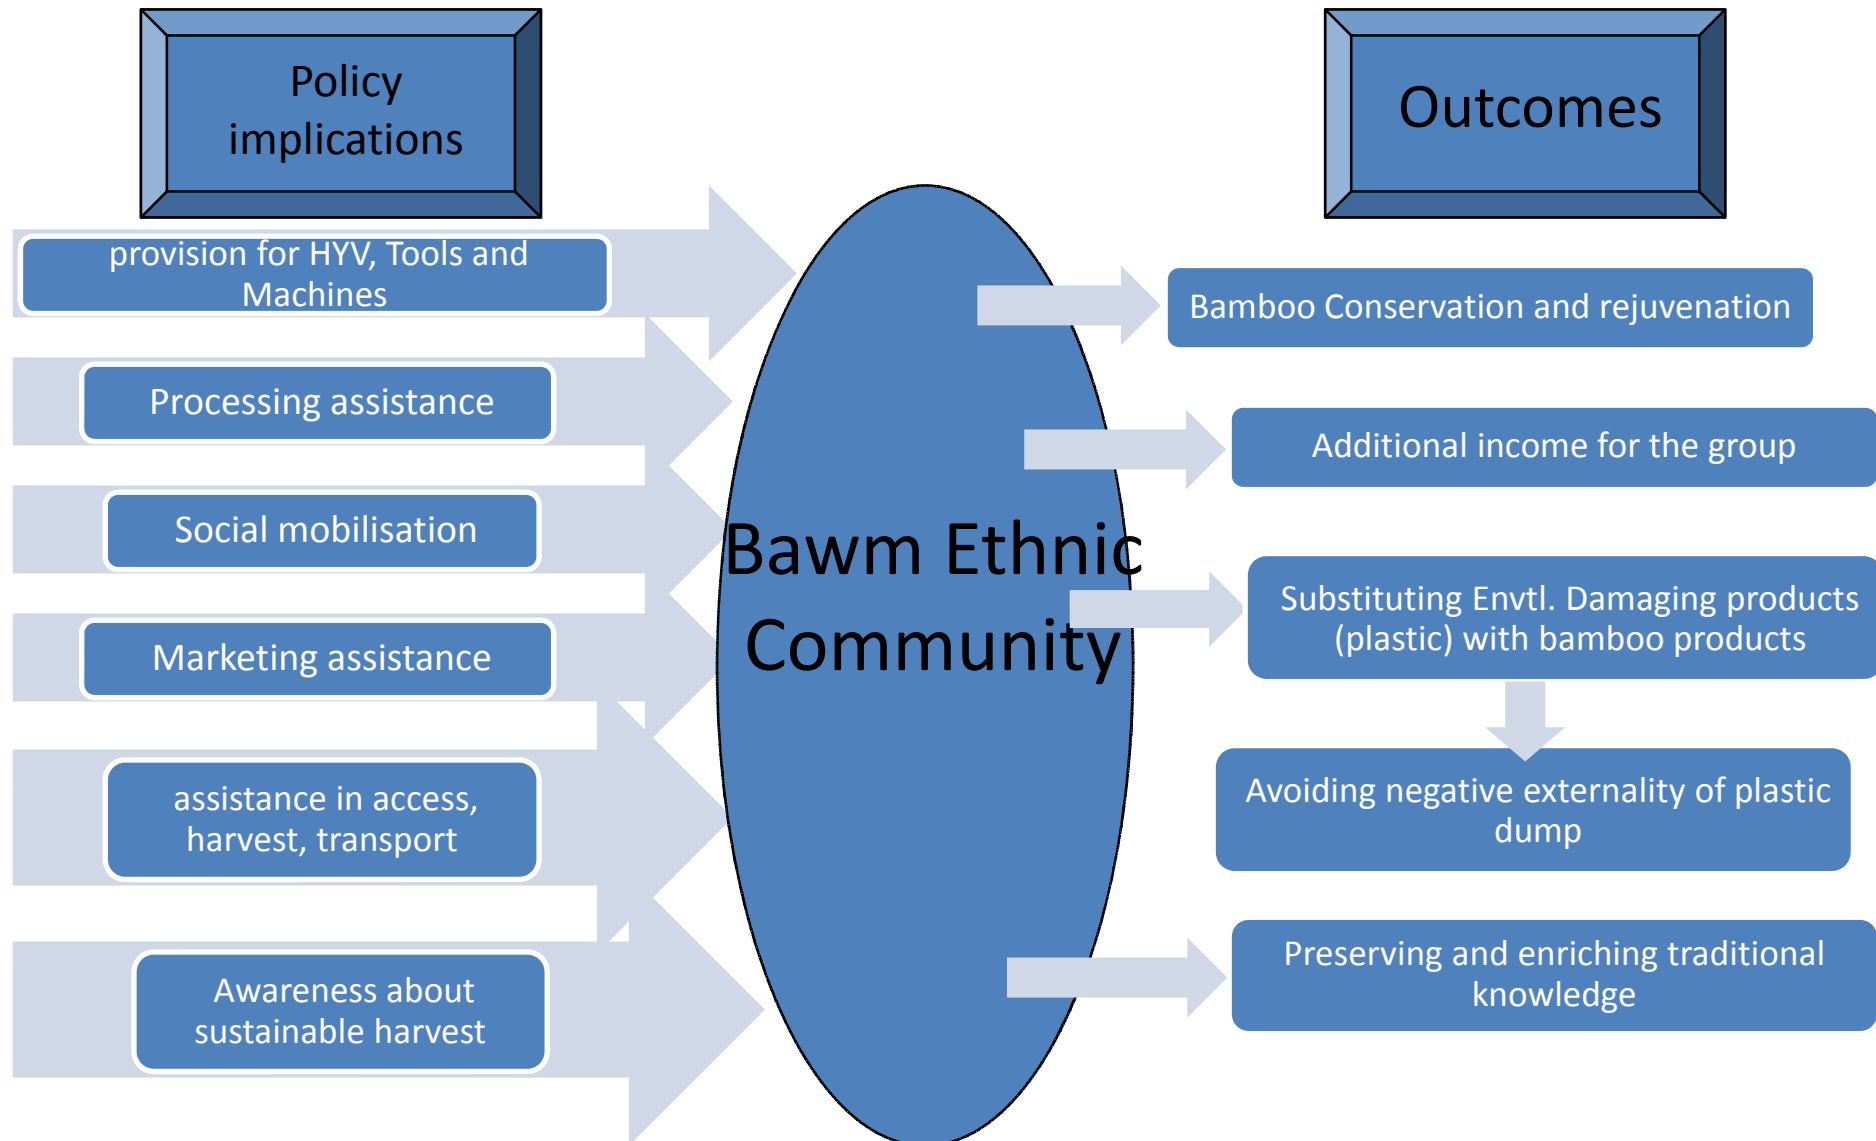 Policy
implications
provision for HYV, Tools and
Machines
Processing assistance
Social mobilisation
Marketing assistance
assistance in access,
harvest, transport
Awareness about
sustainable harvest
Bawm Ethnic
Community
Outcomes
Bamboo Conservation and rejuvenation
Additional income for the group
Substituting Envtl. Damaging products
(plastic) with bamboo products
Avoiding negative externality of plastic
dump
Preserving and enriching traditional
knowledge